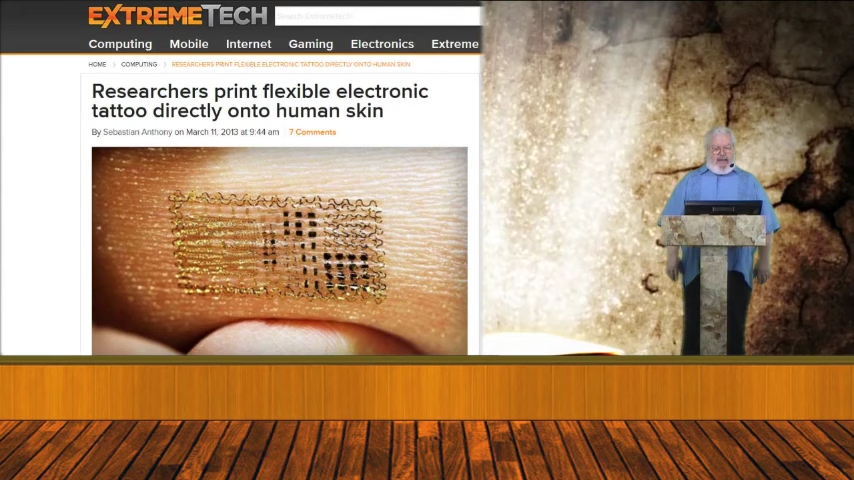 EXTREMETECH
Search ExtremeTech
Computing Mobile Internet Gaming Electronics Extreme
HOME > COMPUTING > RESEARCHERS PRINT FLEXIBLE ELECTRONIC TATTOO DIRECTLY ONTO HUMAN SKIN
Researchers print flexible electronic
tattoo directly onto human skin
By Sebastian Anthony on March 11, 2013 at 9:44 am 7 Comments